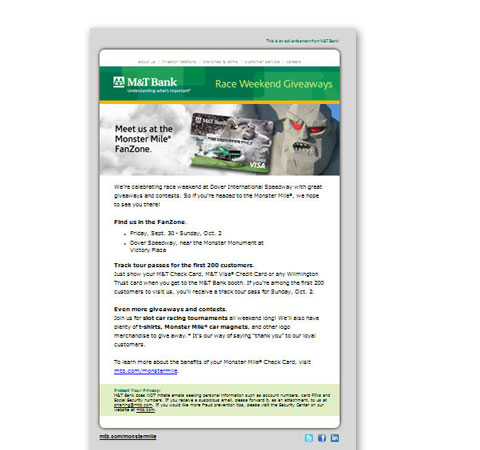 This is an advertisement from M&T Bank
about us | investor relations | branches & atms | customer service | careers
M&T Bank
Understanding what's important®
Race Weekend Giveaways
Meet us at the
Monster Mile®
FanZone.
M&T Bank
THE MONSTER MILE
VISA
We're celebrating race weekend at Dover International Speedway with great
giveaways and contests. So if you're headed to the Monster Mile®, we hope
to see you there!
Find us in the FanZone.
Friday, Sept. 30 - Sunday, Oct. 2
Dover Speedway, near the Monster Monument at
Victory Plaza
Track tour passes for the first 200 customers.
Just show your M&T Check Card, M&T Visa® Credit Card or any Wilmington
Trust card when you get to the M&T Bank booth. If you're among the first 200
customers to visit us, you'll receive a track tour pass for Sunday, Oct. 2.
Even more giveaways and contests.
Join us for slot car racing tournaments all weekend long! We'll also have
plenty of t-shirts, Monster Mile® car magnets, and other logo
merchandise to give away.* It's our way of saying "thank you" to our loyal
customers.
To learn more about the benefits of your Monster Mile® Check Card, visit
mtb.com/monstermile.
Protect Your Privacy:
M&T Bank does NOT initiate emails seeking personal information such as account numbers, card PINs and
Social Security numbers. If you receive a suspicious email, please forward it, as an attachment, to us at
phishing@mtb.com. If you would like more fraud prevention tips, please visit the Security Center on our
website at mtb.com.
mtb.com/monstermile